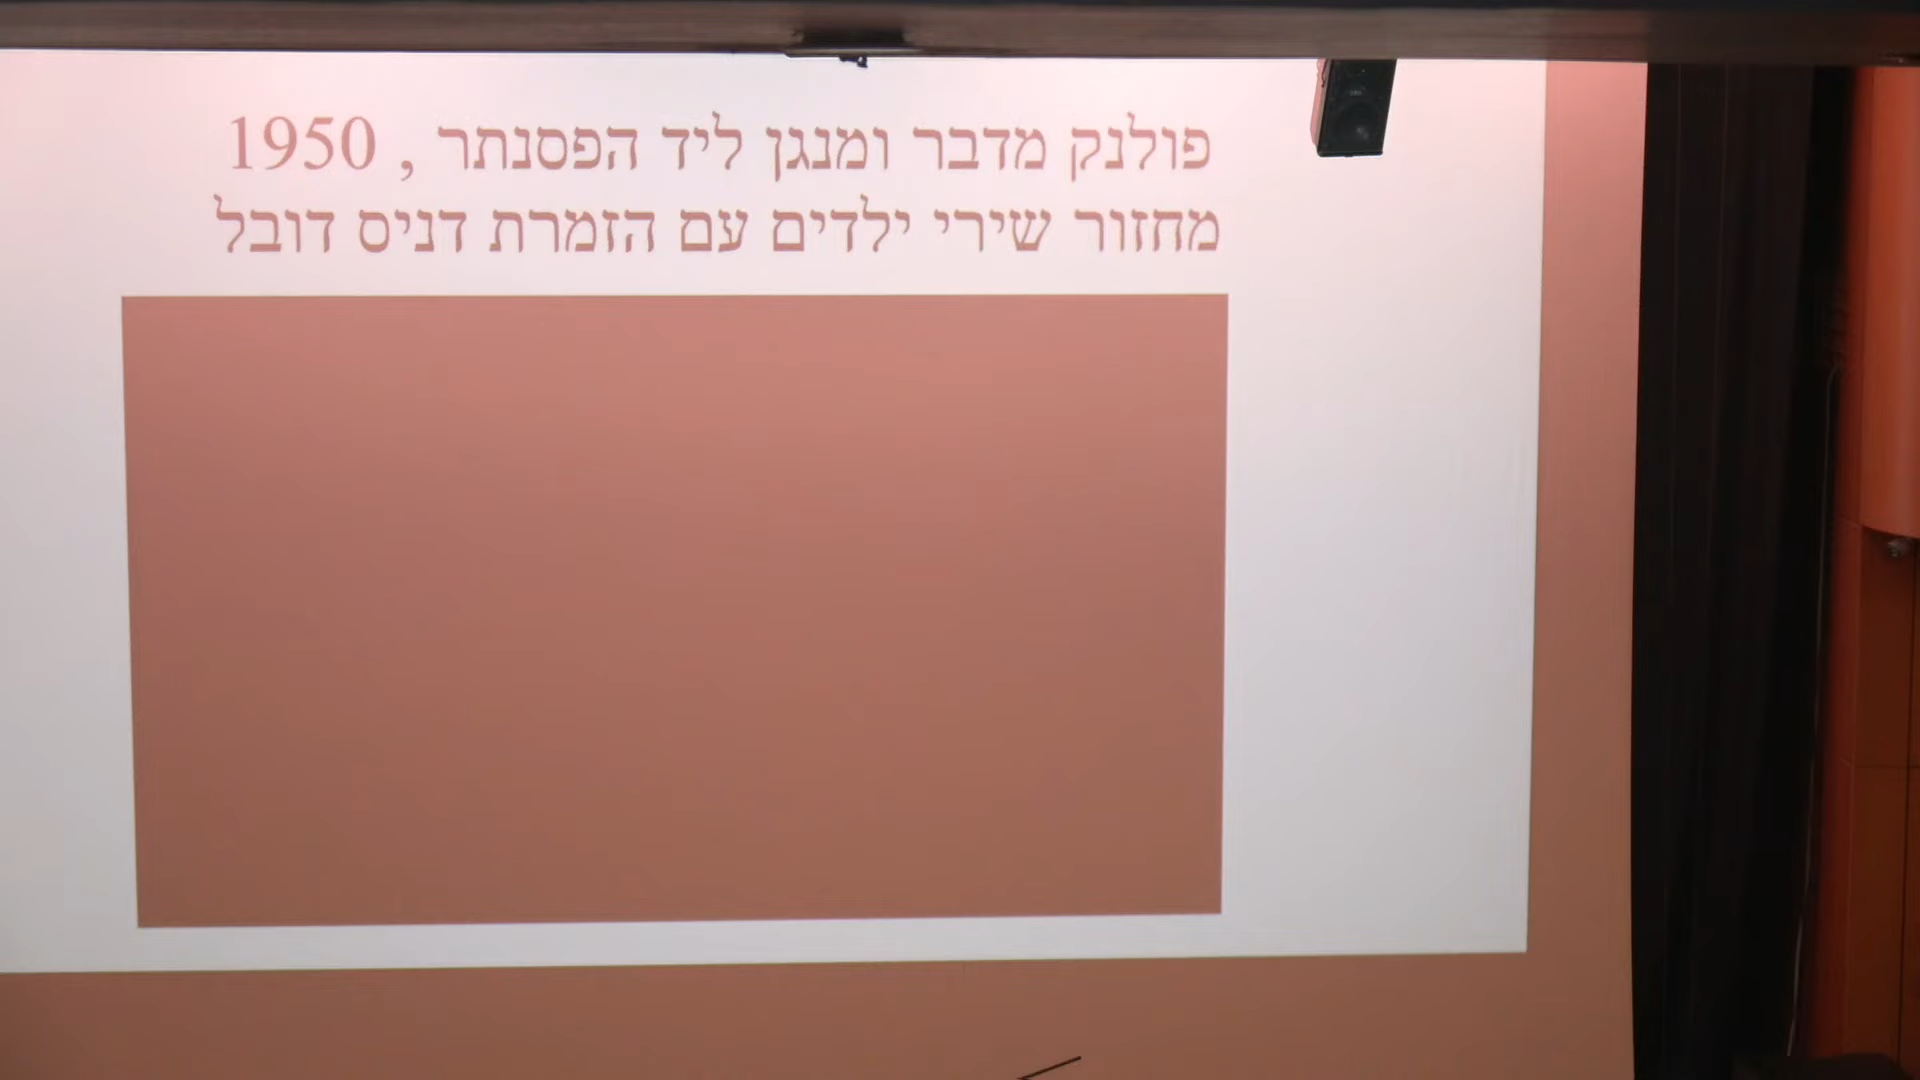 פולנק מדבר ומנגן ליד הפסנתר , 1950
מחזור שירי ילדים עם הזמרת דניס דובל